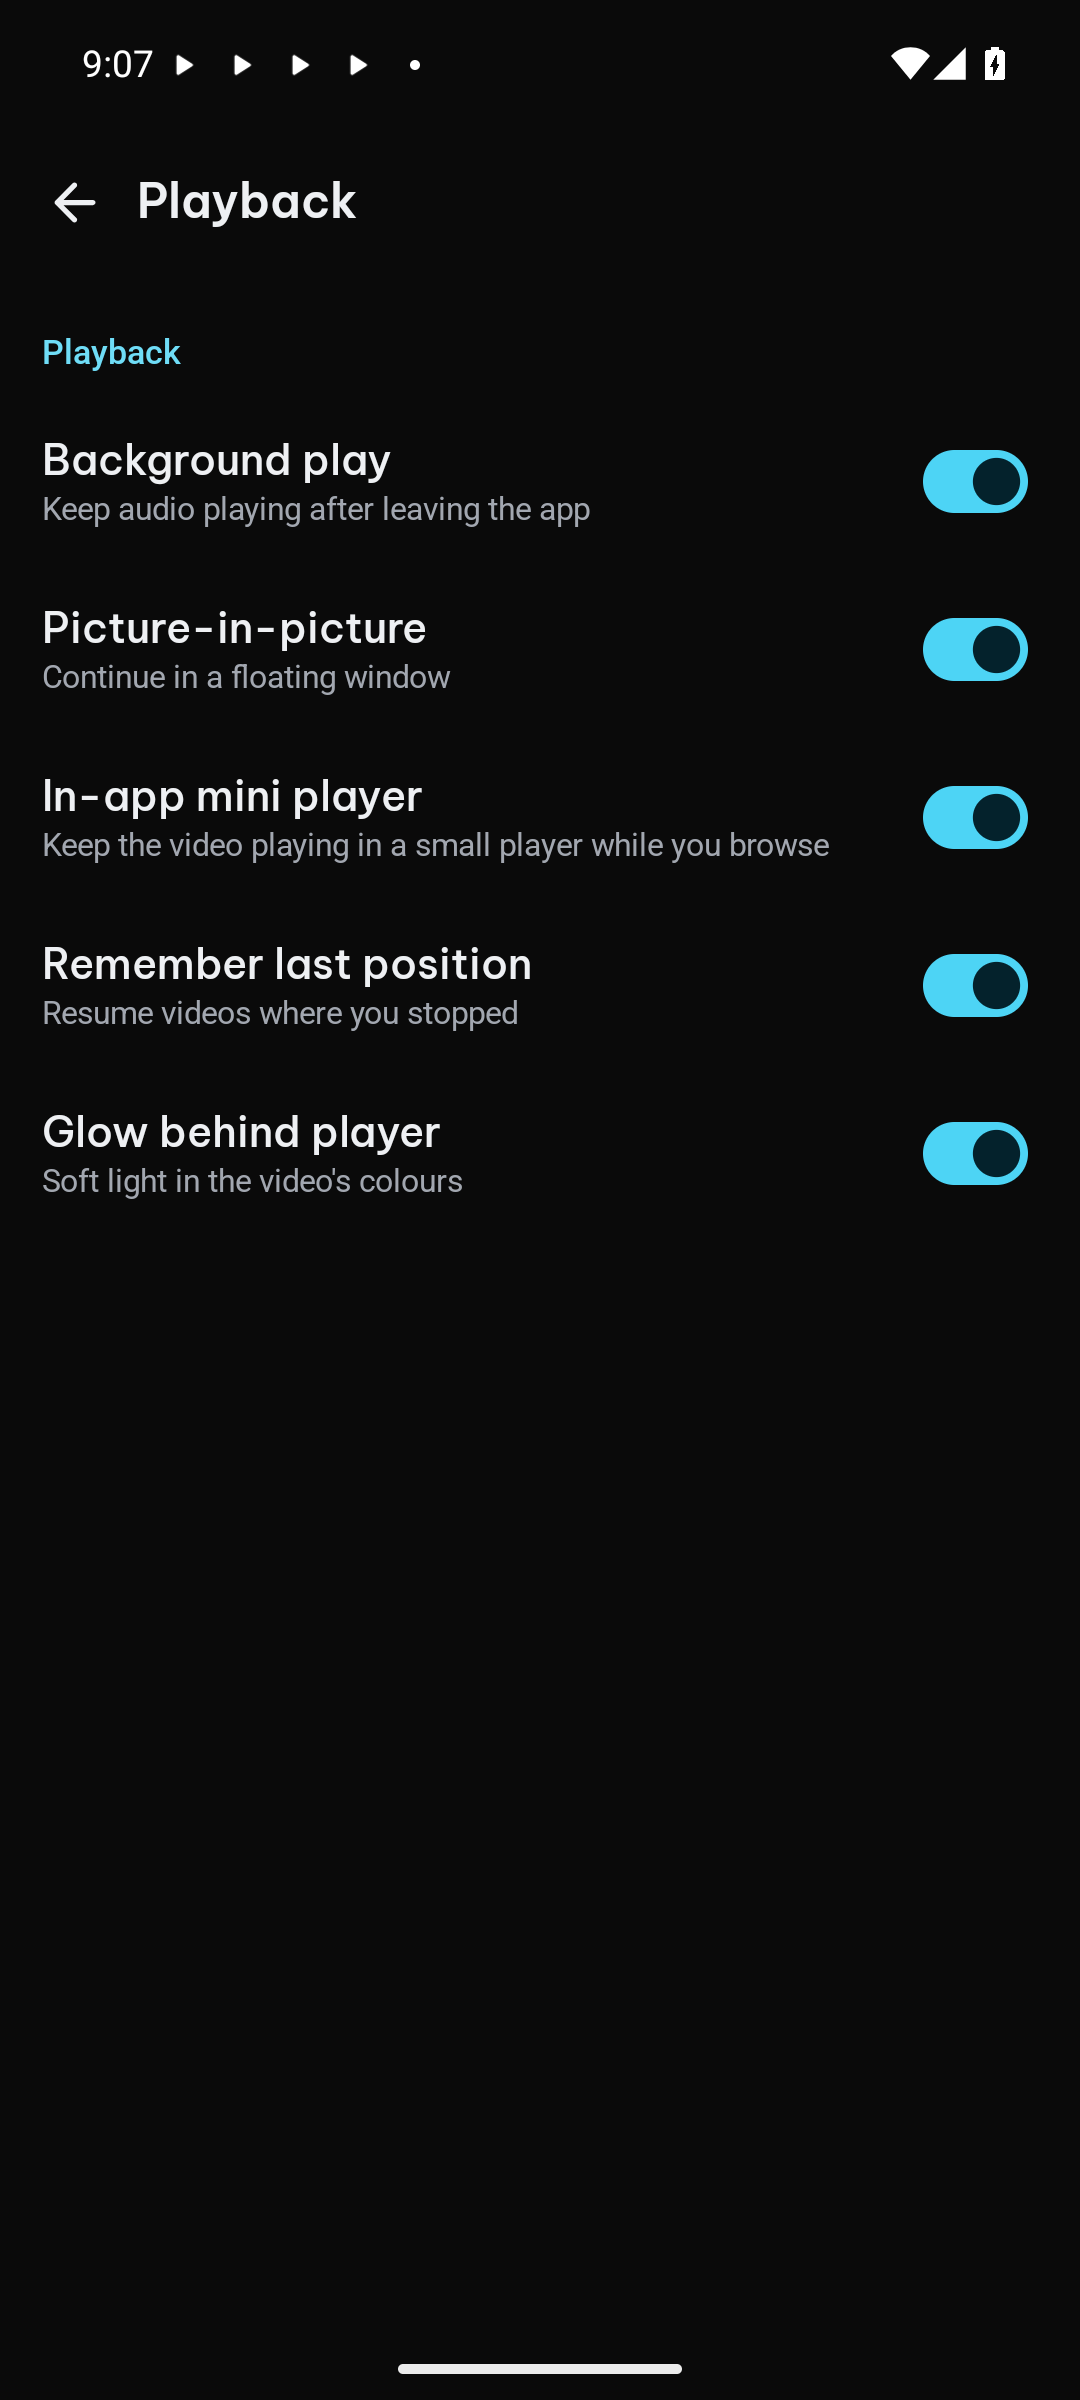 9:07
Playback
Playback
Background play
Keep audio playing after leaving the app
Picture-in-picture
Continue in a floating window
In-app mini player
Keep the video playing in a small player while you browse
Remember last position
Resume videos where you stopped
Glow behind player
Soft light in the video's colours